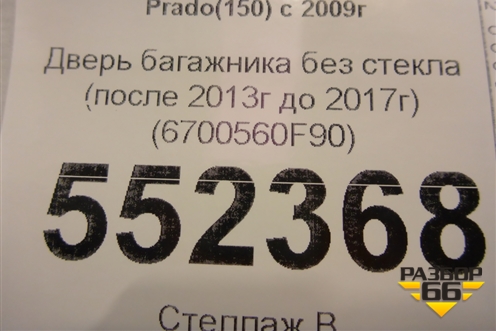 Prado(150) с 2009г
Дверь багажника без стекла
(после 2013г до 2017г)
(6700560F90)
552368
Стеллаж В
РАЗБОР
66